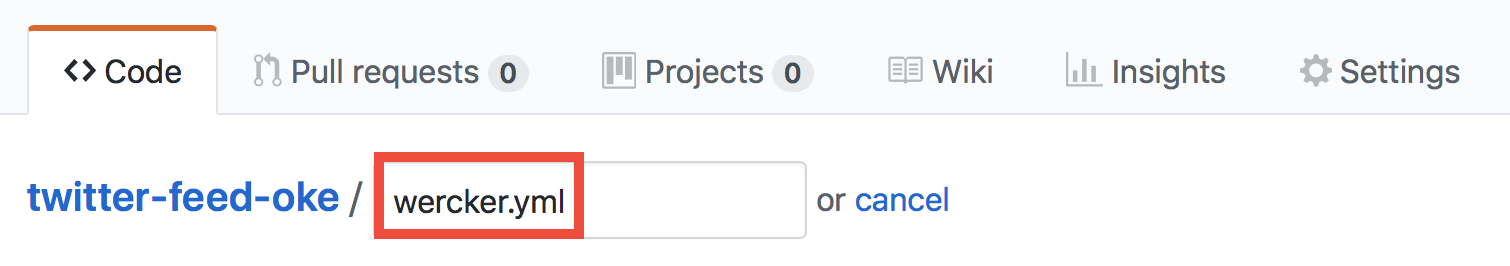 Code Pull requests 0 Projects 0 Wiki Insights Settings
twitter-feed-oke / wercker.yml or cancel